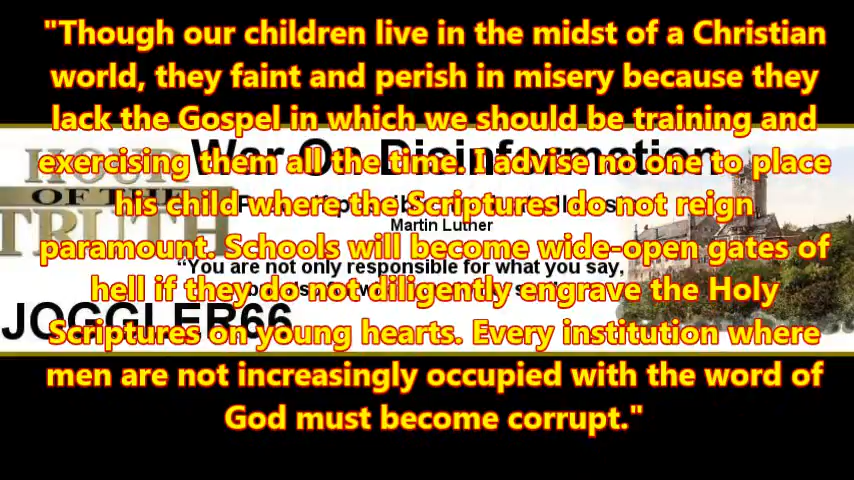 "Though our children live in the midst of a Christian
world, they faint and perish in misery because they
lack the Gospel in which we should be training and
exercising them all the time. I advise no one to place
his child where the Scriptures do not reign
paramount. Schools will become wide-open gates of
hell if they do not diligently engrave the Holy
Scriptures on young hearts. Every institution where
men are not increasingly occupied with the word of
God must become corrupt."
HOUR
OF THE
TRUTH
War On Disinformation
Martin Luther
“You are not only responsible for what you say,
JOGGLER66